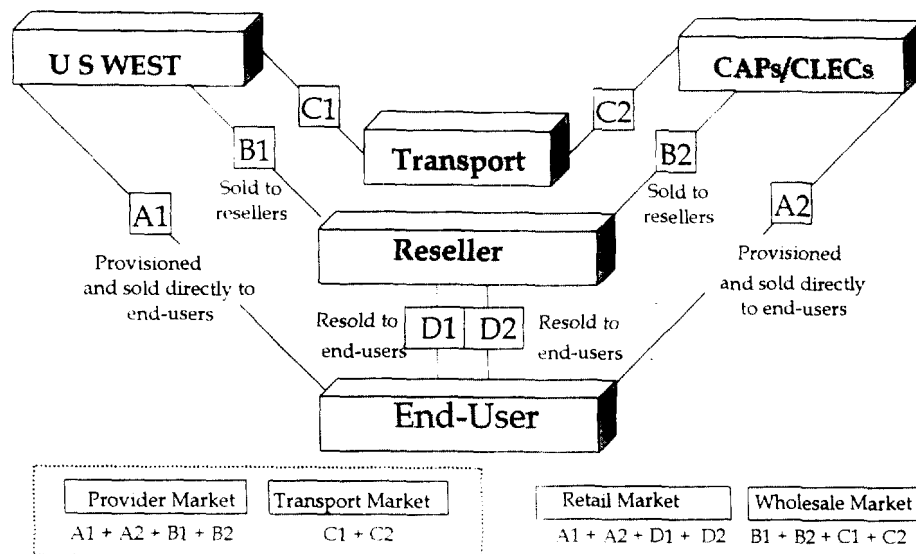 U S WEST
CAPs/CLECs
C1
C2
Transport
B1
B2
Sold to
resellers
Sold to
resellers
A1
A2
Reseller
Provisioned
and sold directly to
end-users
Provisioned
and sold directly
to end-users
Resold to
end-users
D1
D2
Resold to
end-users
End-User
Provider Market
Transport Market
Retail Market
Wholesale Market
A1 + A2 + B1 + B2
C1 + C2
A1 + A2 + D1 + D2
B1 + B2 + C1 + C2